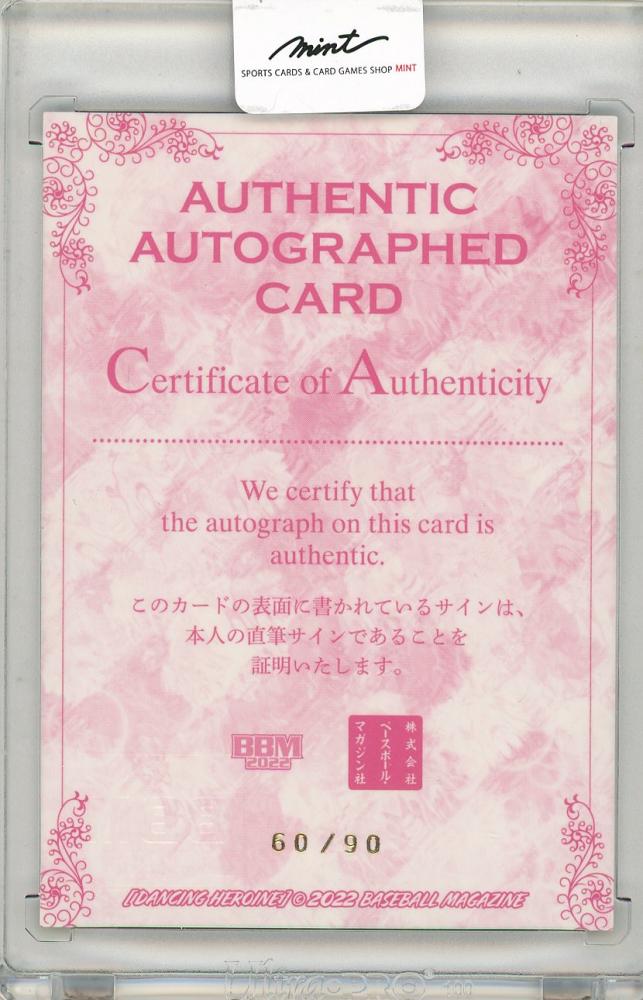 mint
SPORTS CARDS & CARD GAMES SHOP MINT
AUTHENTIC
AUTOGRAPHED
CARD
Certificate of Authenticity
We certify that
the autograph on this card is
authentic.
このカードの表面に書かれているサインは、
本人の直筆サインであることを
証明いたします。
BBM
2022
株式会社
ベースボール・
マガジン社
60/90
[DANCING HEROINE] © 2022 BASEBALL MAGAZINE
Ultra PRO